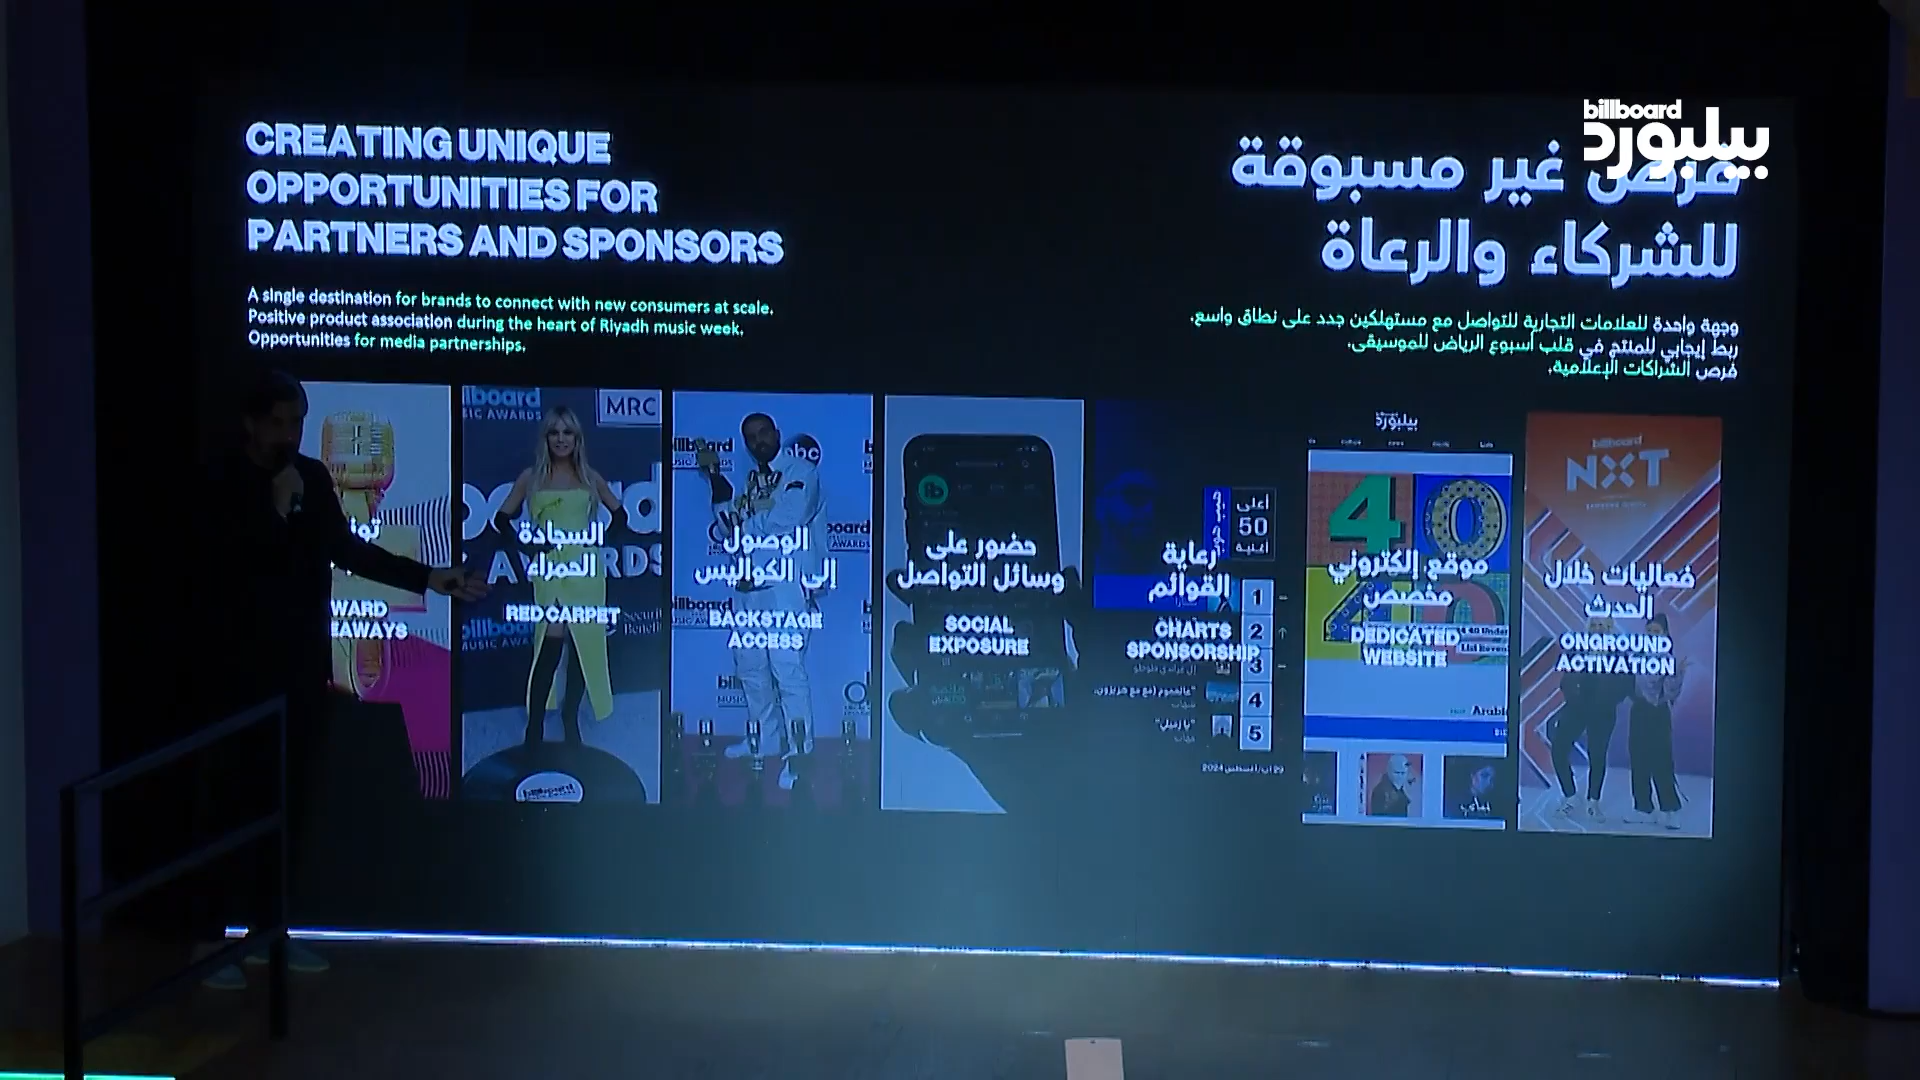 billboard
بيلبورد
CREATING UNIQUE
OPPORTUNITIES FOR
PARTNERS AND SPONSORS
A single destination for brands to connect with new consumers at scale.
Positive product association during the heart of Riyadh music week.
Opportunities for media partnerships.
فرص غير مسبوقة
للشركاء والرعاة
وجهة واحدة للعلامات التجارية للتواصل مع مستهلكين جدد على نطاق واسع.
ربط إيجابي للمنتج في قلب أسبوع الرياض للموسيقى.
فرص الشراكات الإعلامية.
MRC
السجادة
الحمراء
RED CARPET
abc
الوصول
إلى الكواليس
BACKSTAGE
ACCESS
حضور على
وسائل التواصل
SOCIAL
EXPOSURE
أعلى
50
أغنية
رعاية
القوائم
CHARTS
SPONSORSHIP
1
2
3
4
5
بيلبورد
40
موقع إلكتروني
مخصص
DEDICATED
WEBSITE
billboard
NXT
فعاليات خلال
الحدث
ONGROUND
ACTIVATION